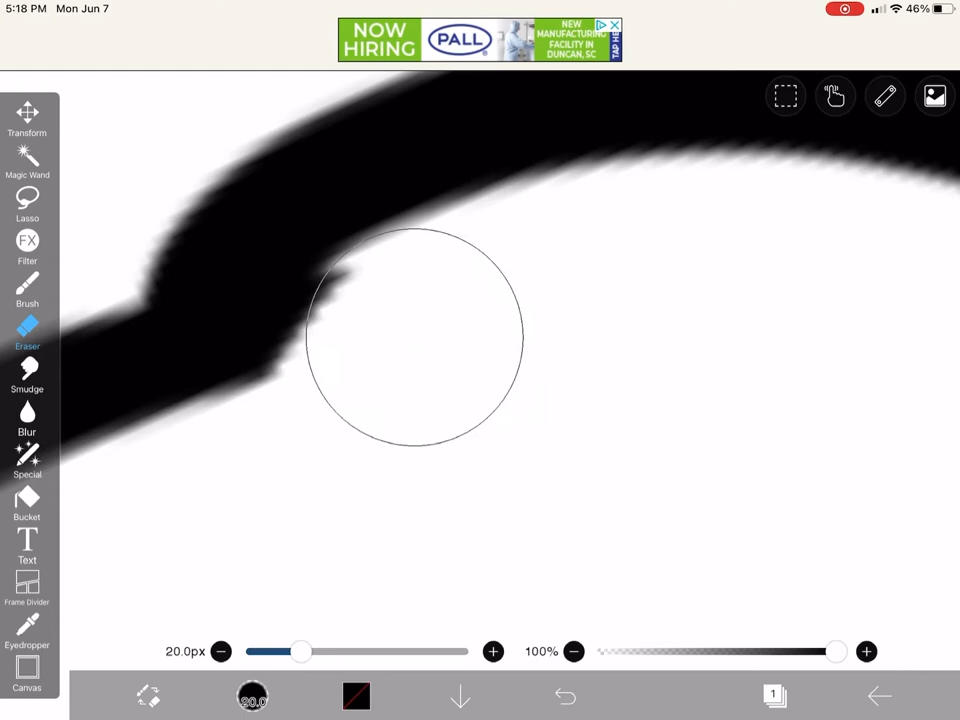 5:18 PM Mon Jun 7
46%
NOW
HIRING
PALL
NEW
MANUFACTURING
FACILITY IN
DUNCAN, SC
TAP HE
Transform
Magic Wand
Lasso
FX
Filter
Brush
Eraser
Smudge
Blur
Special
Bucket
T
Text
Frame Divider
Eyedropper
Canvas
20.0px
100%
20.0
1